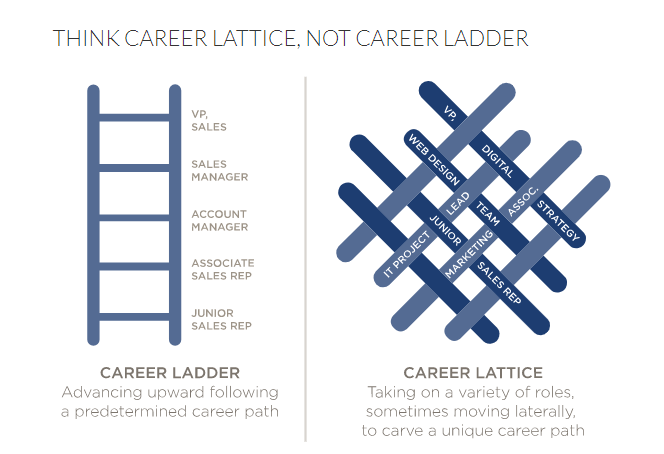 THINK CAREER LATTICE, NOT CAREER LADDER
VP,
SALES
SALES
MANAGER
ACCOUNT
MANAGER
ASSOCIATE
SALES REP
JUNIOR
SALES REP
CAREER LADDER
Advancing upward following
a predetermined career path
VP, DIGITAL STRATEGY
WEB DESIGN TEAM
IT PROJECT LEAD
MARKETING ASSOC.
JUNIOR SALES REP
CAREER LATTICE
Taking on a variety of roles,
sometimes moving laterally,
to carve a unique career path